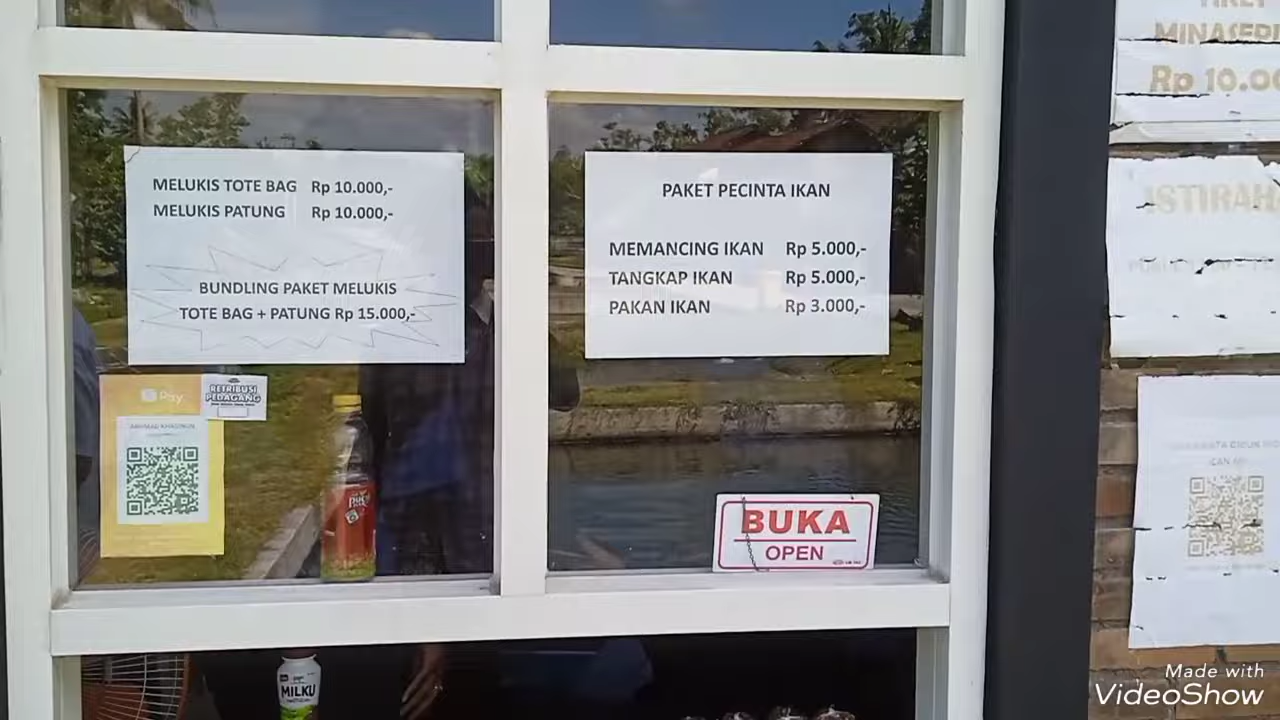 MELUKIS TOTE BAG Rp 10.000,-
MELUKIS PATUNG Rp 10.000,-
BUNDLING PAKET MELUKIS
TOTE BAG + PATUNG Rp 15.000,-
PAKET PECINTA IKAN
MEMANCING IKAN Rp 5.000,-
TANGKAP IKAN Rp 5.000,-
PAKAN IKAN Rp 3.000,-
Pay
RETRIBUSI
PEDAGANG
BUKA
OPEN
MILKU
Rp 10.00
ISTIRAH
Made with
VideoShow